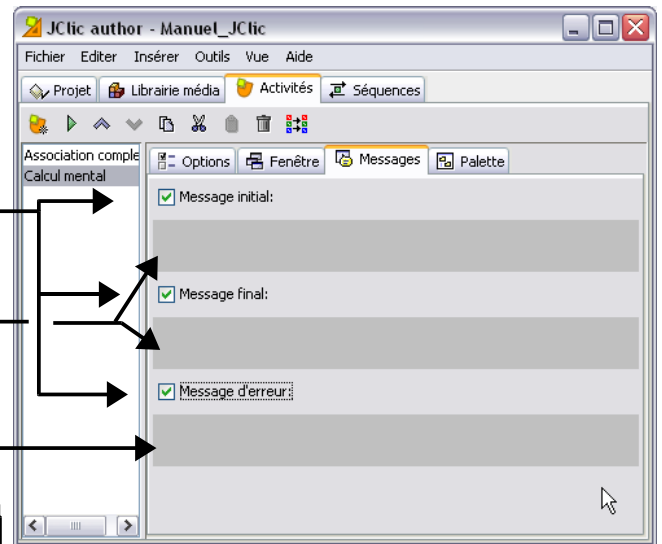 JClic author - Manuel_JClic
Fichier Editer Insérer Outils Vue Aide
Projet Librairie média Activités Séquences
Association comple
Calcul mental
Options Fenêtre Messages Palette
Message initial:
Message final:
Message d'erreur: